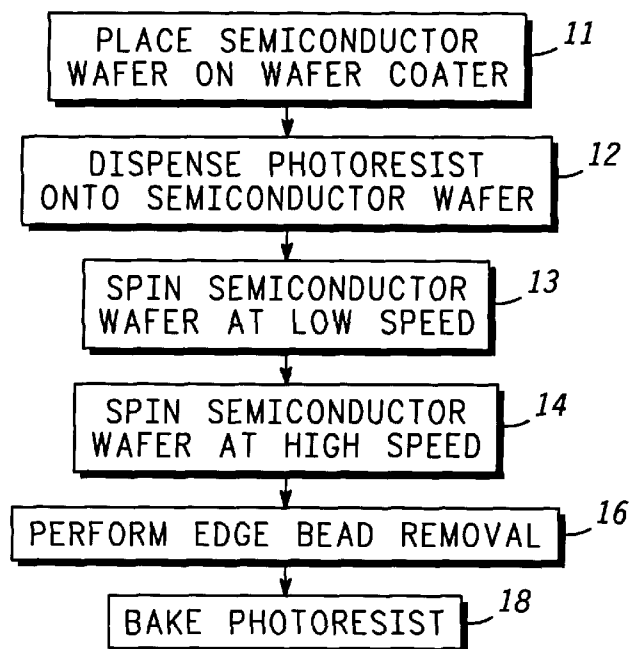 PLACE SEMICONDUCTOR
WAFER ON WAFER COATER
11
DISPENSE PHOTORESIST
ONTO SEMICONDUCTOR WAFER
12
SPIN SEMICONDUCTOR
WAFER AT LOW SPEED
13
SPIN SEMICONDUCTOR
WAFER AT HIGH SPEED
14
PERFORM EDGE BEAD REMOVAL
16
BAKE PHOTORESIST
18